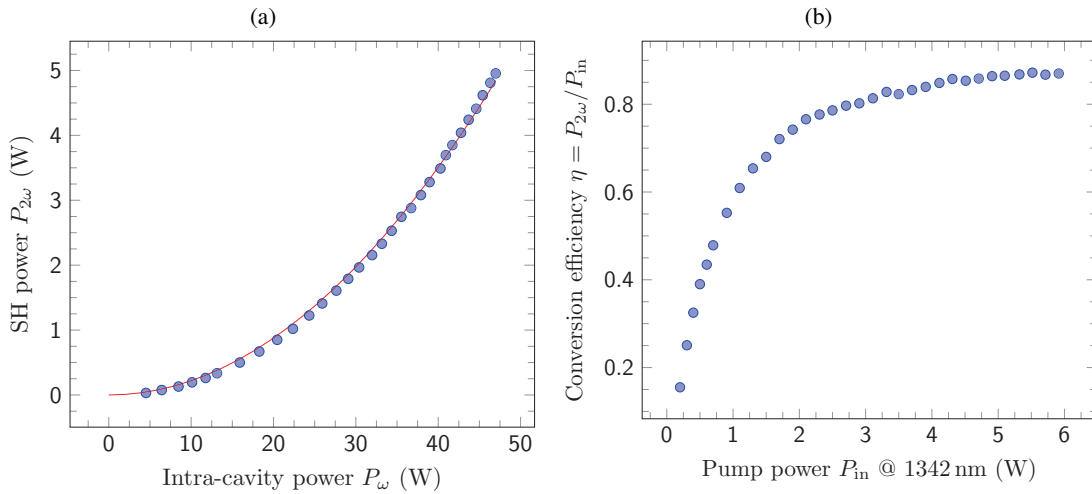 (a)
5
4
3
2
1
0
0 10 20 30 40 50
SH power P₂ω (W)
Intra-cavity power Pω (W)
(b)
0.8
0.6
0.4
0.2
0 1 2 3 4 5 6
Conversion efficiency η = P₂ω/Pin
Pump power Pin @ 1342 nm (W)